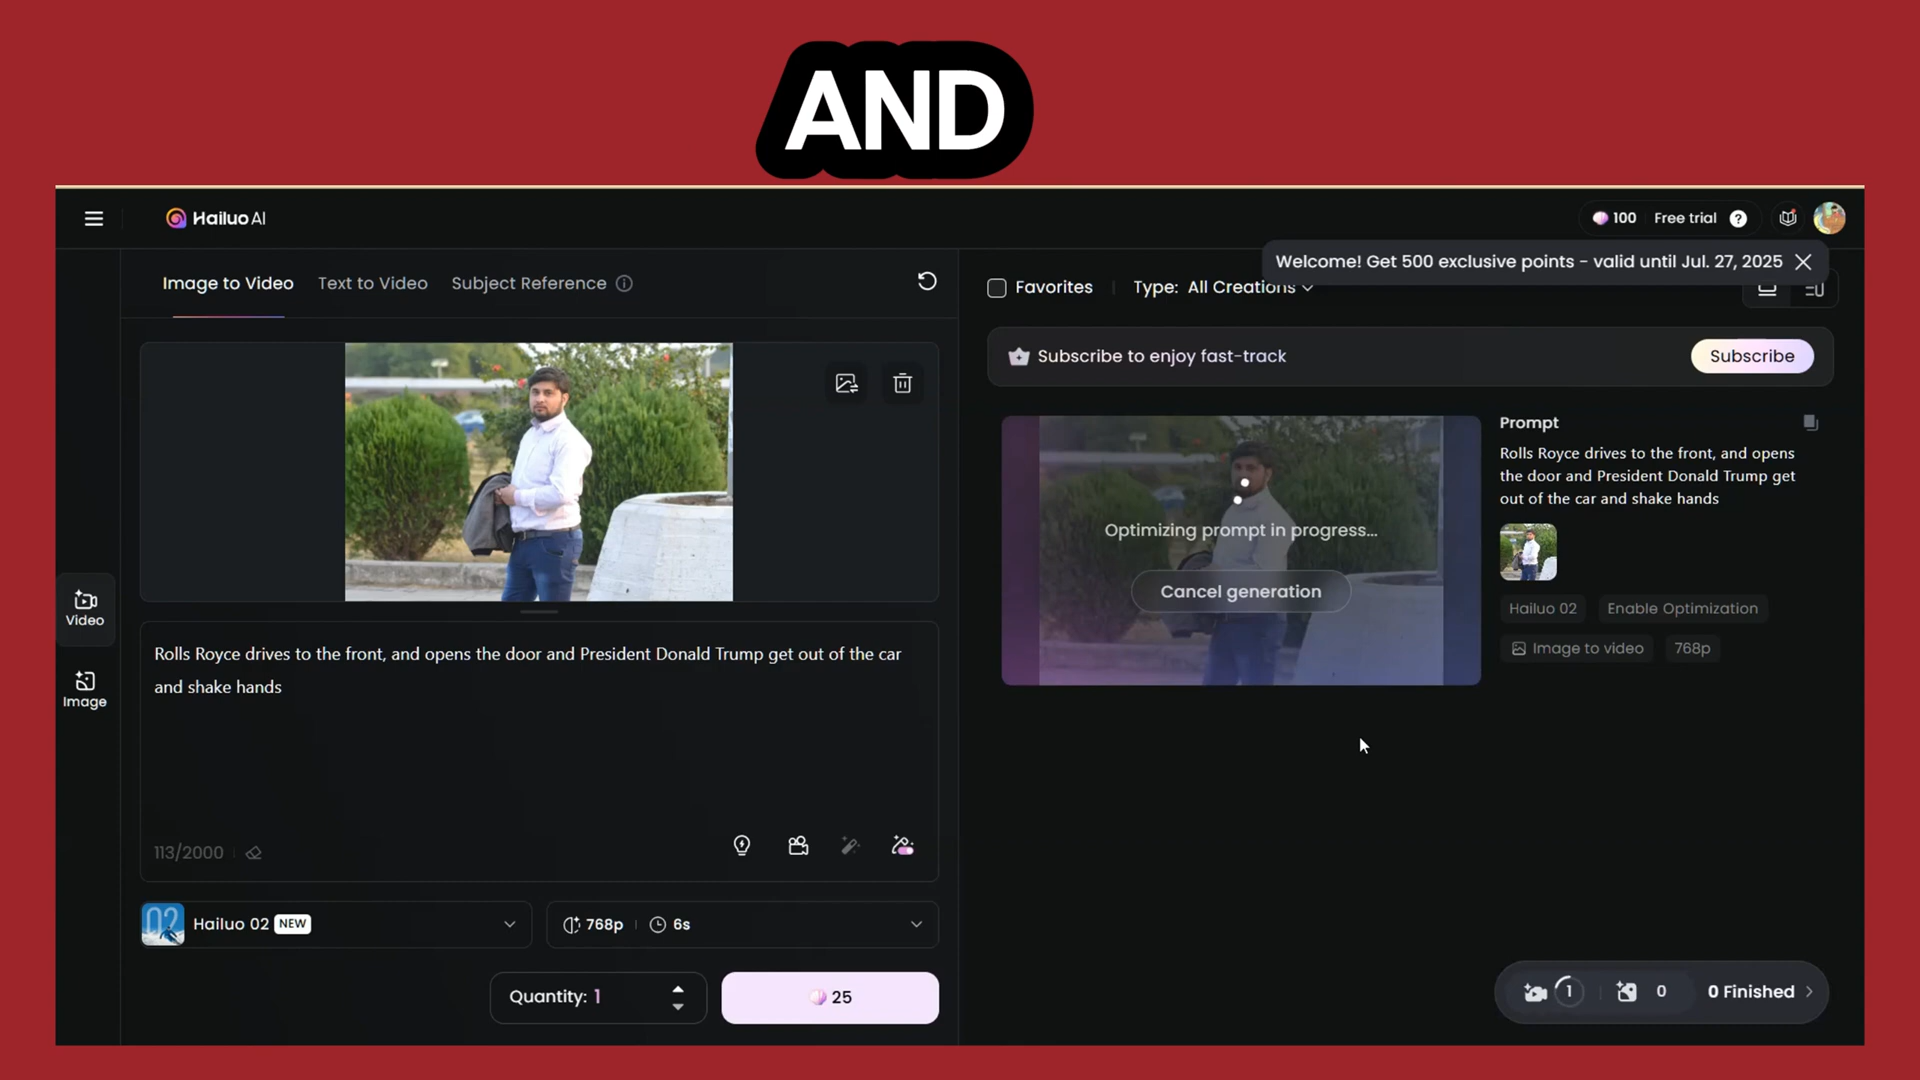 AND
Hailuo AI
100 Free trial ?
Welcome! Get 500 exclusive points - valid until Jul. 27, 2025
Image to Video Text to Video Subject Reference
Favorites Type: All Creations
Subscribe to enjoy fast-track Subscribe
Optimizing prompt in progress...
Cancel generation
Prompt
Rolls Royce drives to the front, and opens
the door and President Donald Trump get
out of the car and shake hands
Hailuo 02 Enable Optimization
Image to video 768p
Video
Image
Rolls Royce drives to the front, and opens the door and President Donald Trump get out of the car
and shake hands
113/2000
02 Hailuo 02 NEW
768p 6s
Quantity: 1
25
1 0 0 Finished